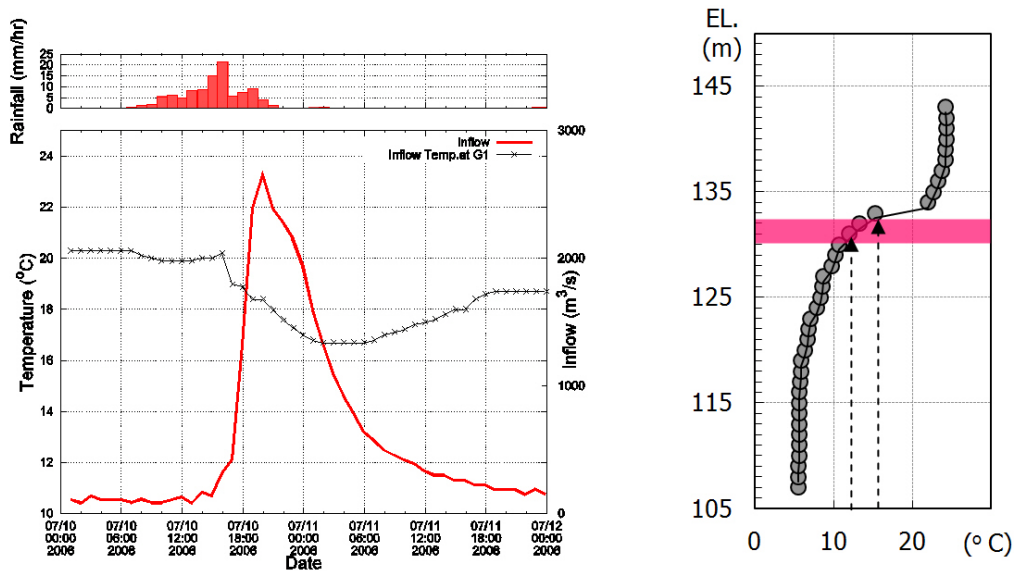 Rainfall (mm/hr)
25
20
15
10
5
0
Inflow
Inflow Temp.at G1
Temperature (°C)
24
22
20
18
16
14
12
10
3000
2000
1000
0
Inflow (m³/s)
07/10 07/10 07/10 07/10 07/11 07/11 07/11 07/11 07/12
00:00 06:00 12:00 18:00 00:00 06:00 12:00 18:00 00:00
2006 2006 2006 2006 2006 2006 2006 2006 2006
Date
EL.
(m)
145
135
125
115
105
0 10 20 (° C)